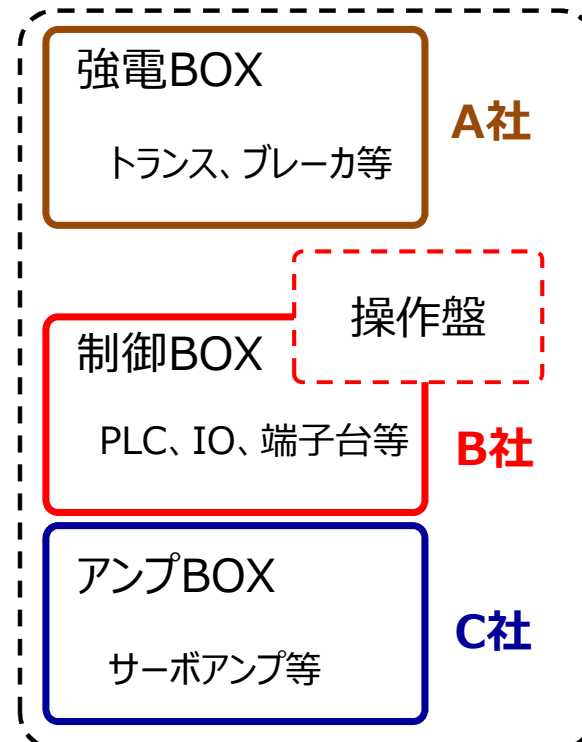 強電BOX
トランス、ブレーカ等
A社
操作盤
制御BOX
PLC、IO、端子台等
B社
アンプBOX
サーボアンプ等
C社